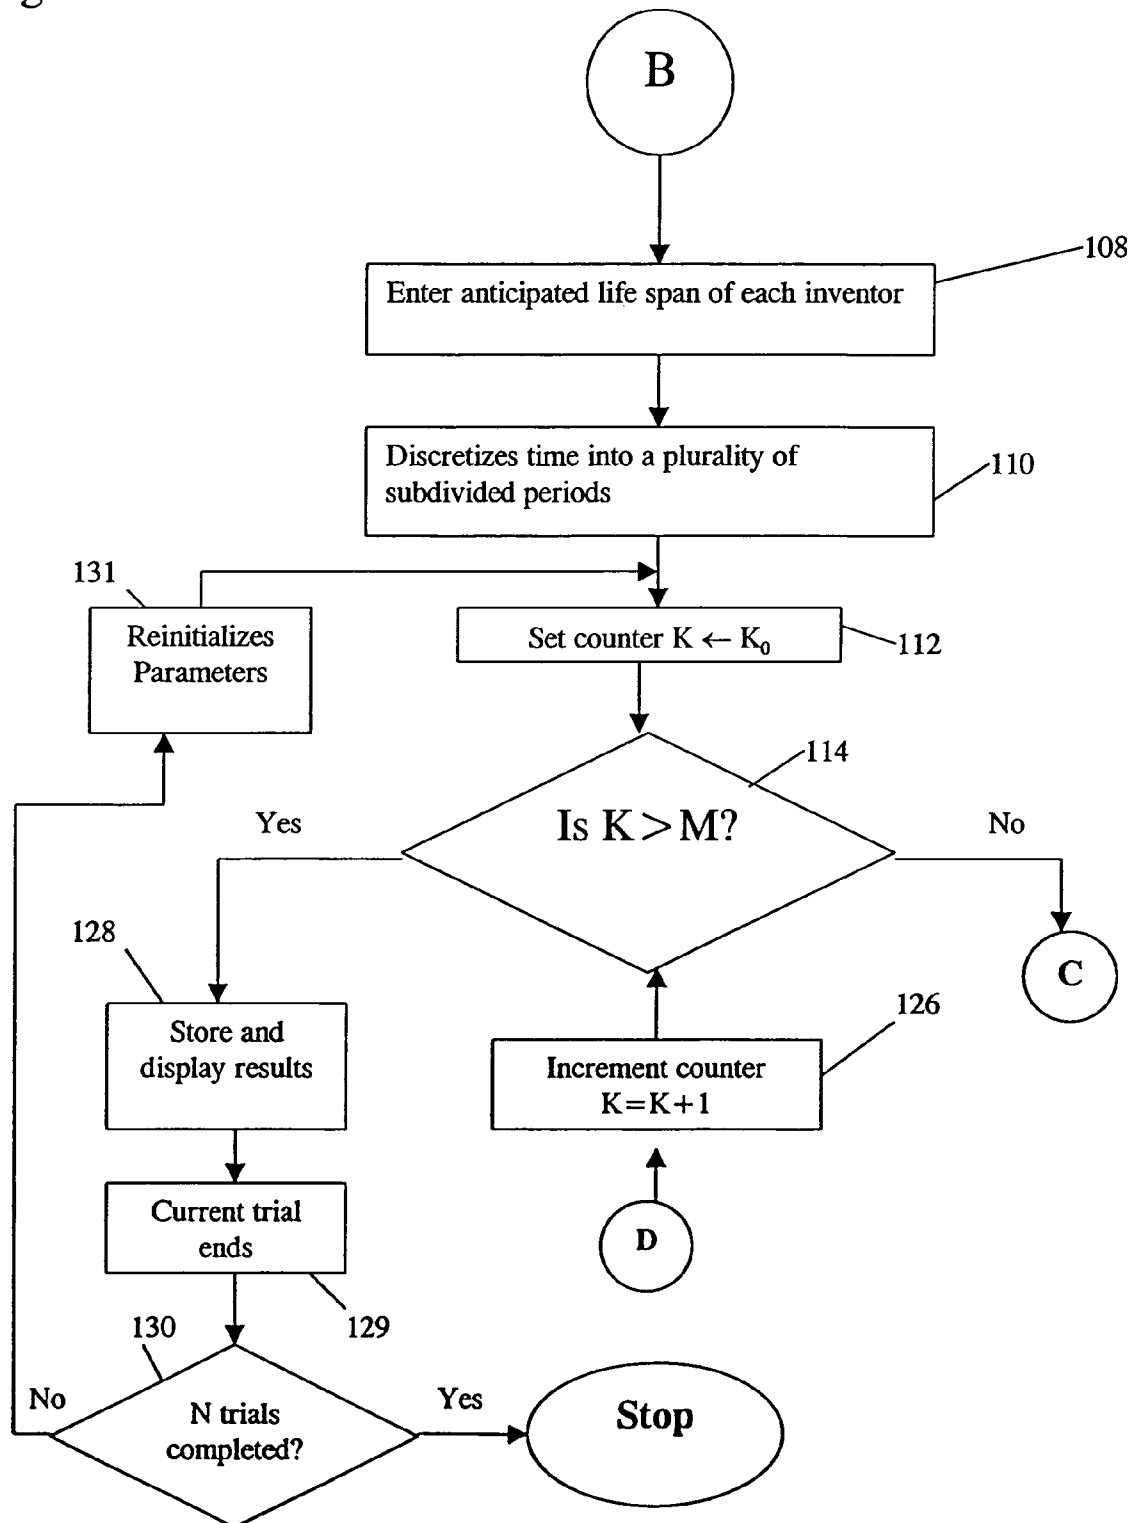 B
108
Enter anticipated life span of each inventor
Discretizes time into a plurality of
subdivided periods
110
131
Reinitializes
Parameters
Set counter K ← K₀
112
114
Is K > M?
Yes
No
128
C
Store and
display results
126
Increment counter
K=K+1
Current trial
ends
D
129
130
No
N trials
completed?
Yes
Stop